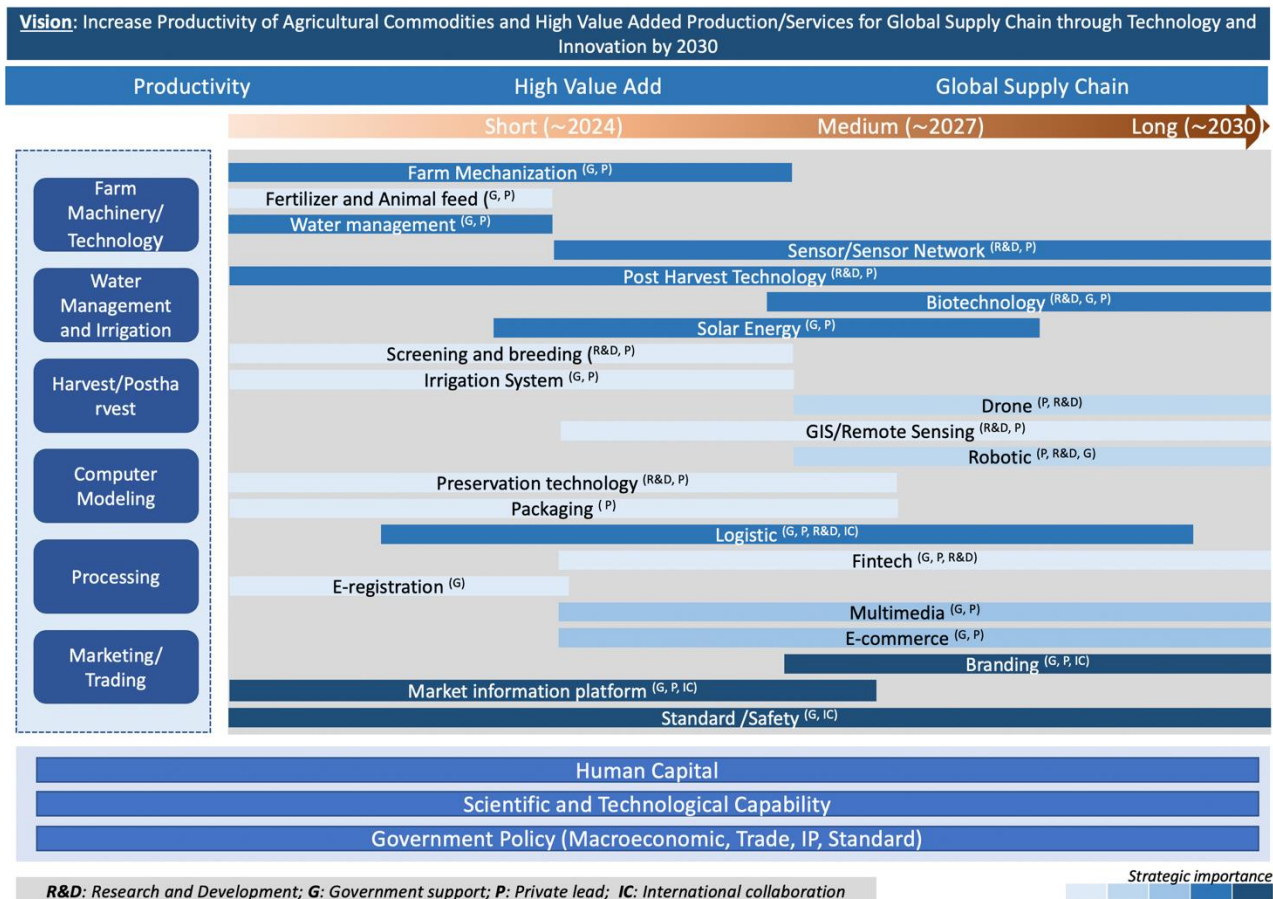 Vision: Increase Productivity of Agricultural Commodities and High Value Added Production/Services for Global Supply Chain through Technology and
Innovation by 2030
Productivity
High Value Add
Global Supply Chain
Short (~2024)
Medium (~2027)
Long (~2030)
Farm
Machinery/
Technology
Water
Management
and Irrigation
Harvest/Postha
rvest
Computer
Modeling
Processing
Marketing/
Trading
Farm Mechanization (G, P)
Fertilizer and Animal feed (G, P)
Water management (G, P)
Sensor/Sensor Network (R&D, P)
Post Harvest Technology (R&D, P)
Biotechnology (R&D, G, P)
Solar Energy (G, P)
Screening and breeding (R&D, P)
Irrigation System (G, P)
Drone (P, R&D)
GIS/Remote Sensing (R&D, P)
Robotic (P, R&D, G)
Preservation technology (R&D, P)
Packaging ( P)
Logistic (G, P, R&D, IC)
Fintech (G, P, R&D)
E-registration (G)
Multimedia (G, P)
E-commerce (G, P)
Branding (G, P, IC)
Market information platform (G, P, IC)
Standard /Safety (G, IC)
Human Capital
Scientific and Technological Capability
Government Policy (Macroeconomic, Trade, IP, Standard)
R&D: Research and Development; G: Government support; P: Private lead; IC: International collaboration
Strategic importance